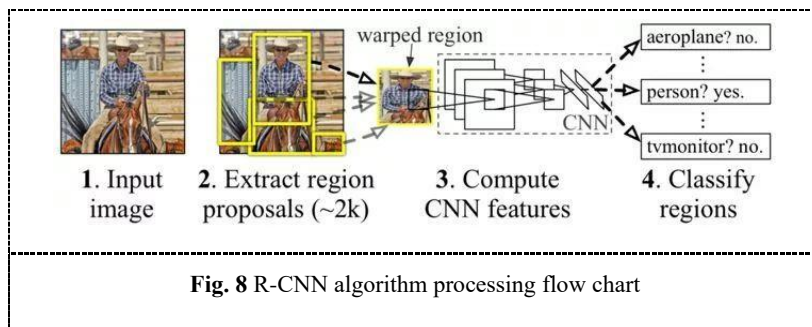 warped region
aeroplane? no.
⋮
person? yes.
CNN
⋮
tvmonitor? no.
1. Input
image
2. Extract region
proposals (~2k)
3. Compute
CNN features
4. Classify
regions
Fig. 8 R-CNN algorithm processing flow chart